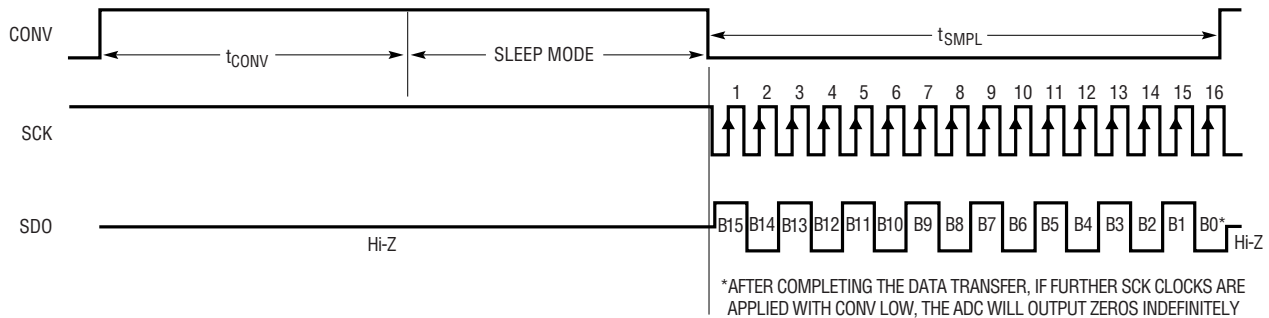 CONV
tCONV
SLEEP MODE
tSMPL
1 2 3 4 5 6 7 8 9 10 11 12 13 14 15 16
SCK
SDO
Hi-Z
B15 B14 B13 B12 B11 B10 B9 B8 B7 B6 B5 B4 B3 B2 B1 B0*
Hi-Z
*AFTER COMPLETING THE DATA TRANSFER, IF FURTHER SCK CLOCKS ARE
APPLIED WITH CONV LOW, THE ADC WILL OUTPUT ZEROS INDEFINITELY